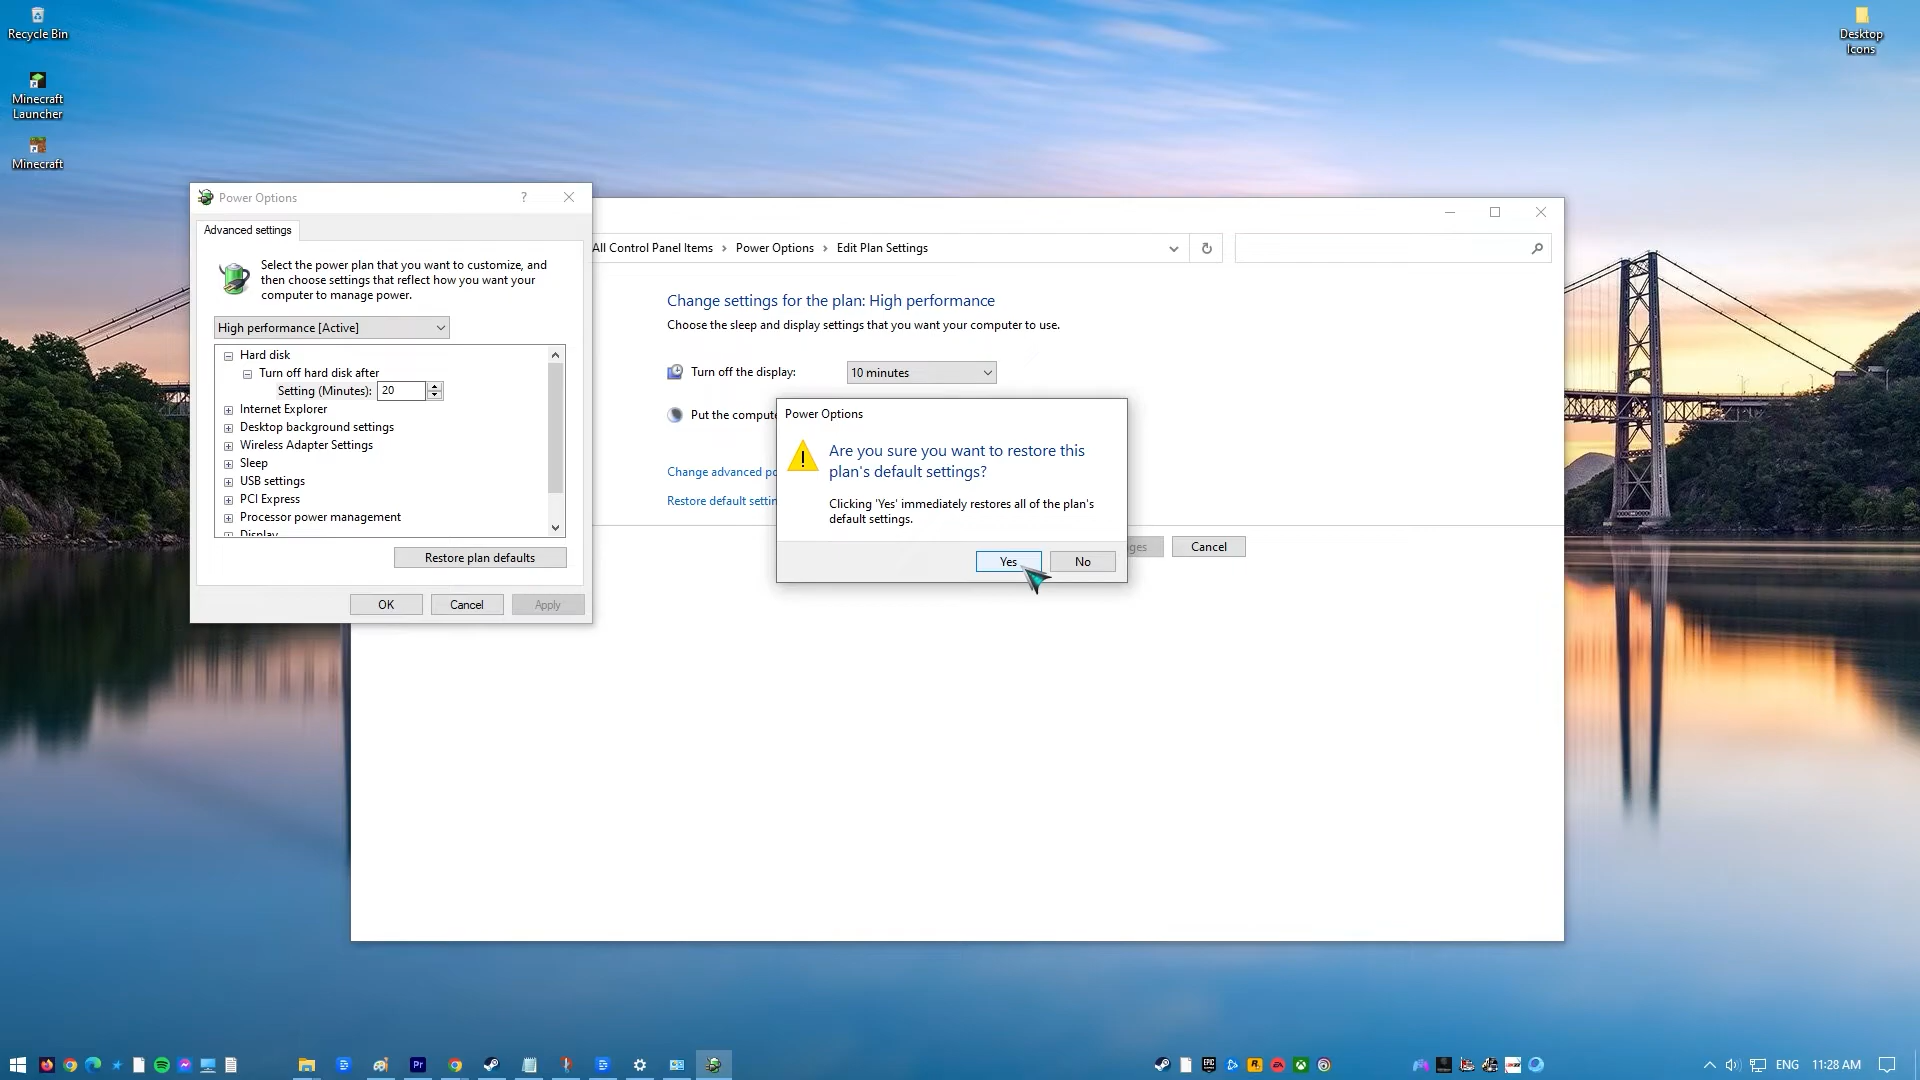 Recycle Bin
Minecraft
Launcher
Minecraft
Desktop
Icons
Power Options
?
Advanced settings
Select the power plan that you want to customize, and
then choose settings that reflect how you want your
computer to manage power.
High performance [Active]
Hard disk
Turn off hard disk after
Setting (Minutes): 20
Internet Explorer
Desktop background settings
Wireless Adapter Settings
Sleep
USB settings
PCI Express
Processor power management
Display
Restore plan defaults
OK Cancel Apply
All Control Panel Items > Power Options > Edit Plan Settings
Change settings for the plan: High performance
Choose the sleep and display settings that you want your computer to use.
Turn off the display: 10 minutes
Put the compute
Change advanced po
Restore default settin
ges Cancel
Power Options
Are you sure you want to restore this
plan's default settings?
Clicking 'Yes' immediately restores all of the plan's
default settings.
Yes No
Pr
EPIC
R
EA
ENG 11:28 AM